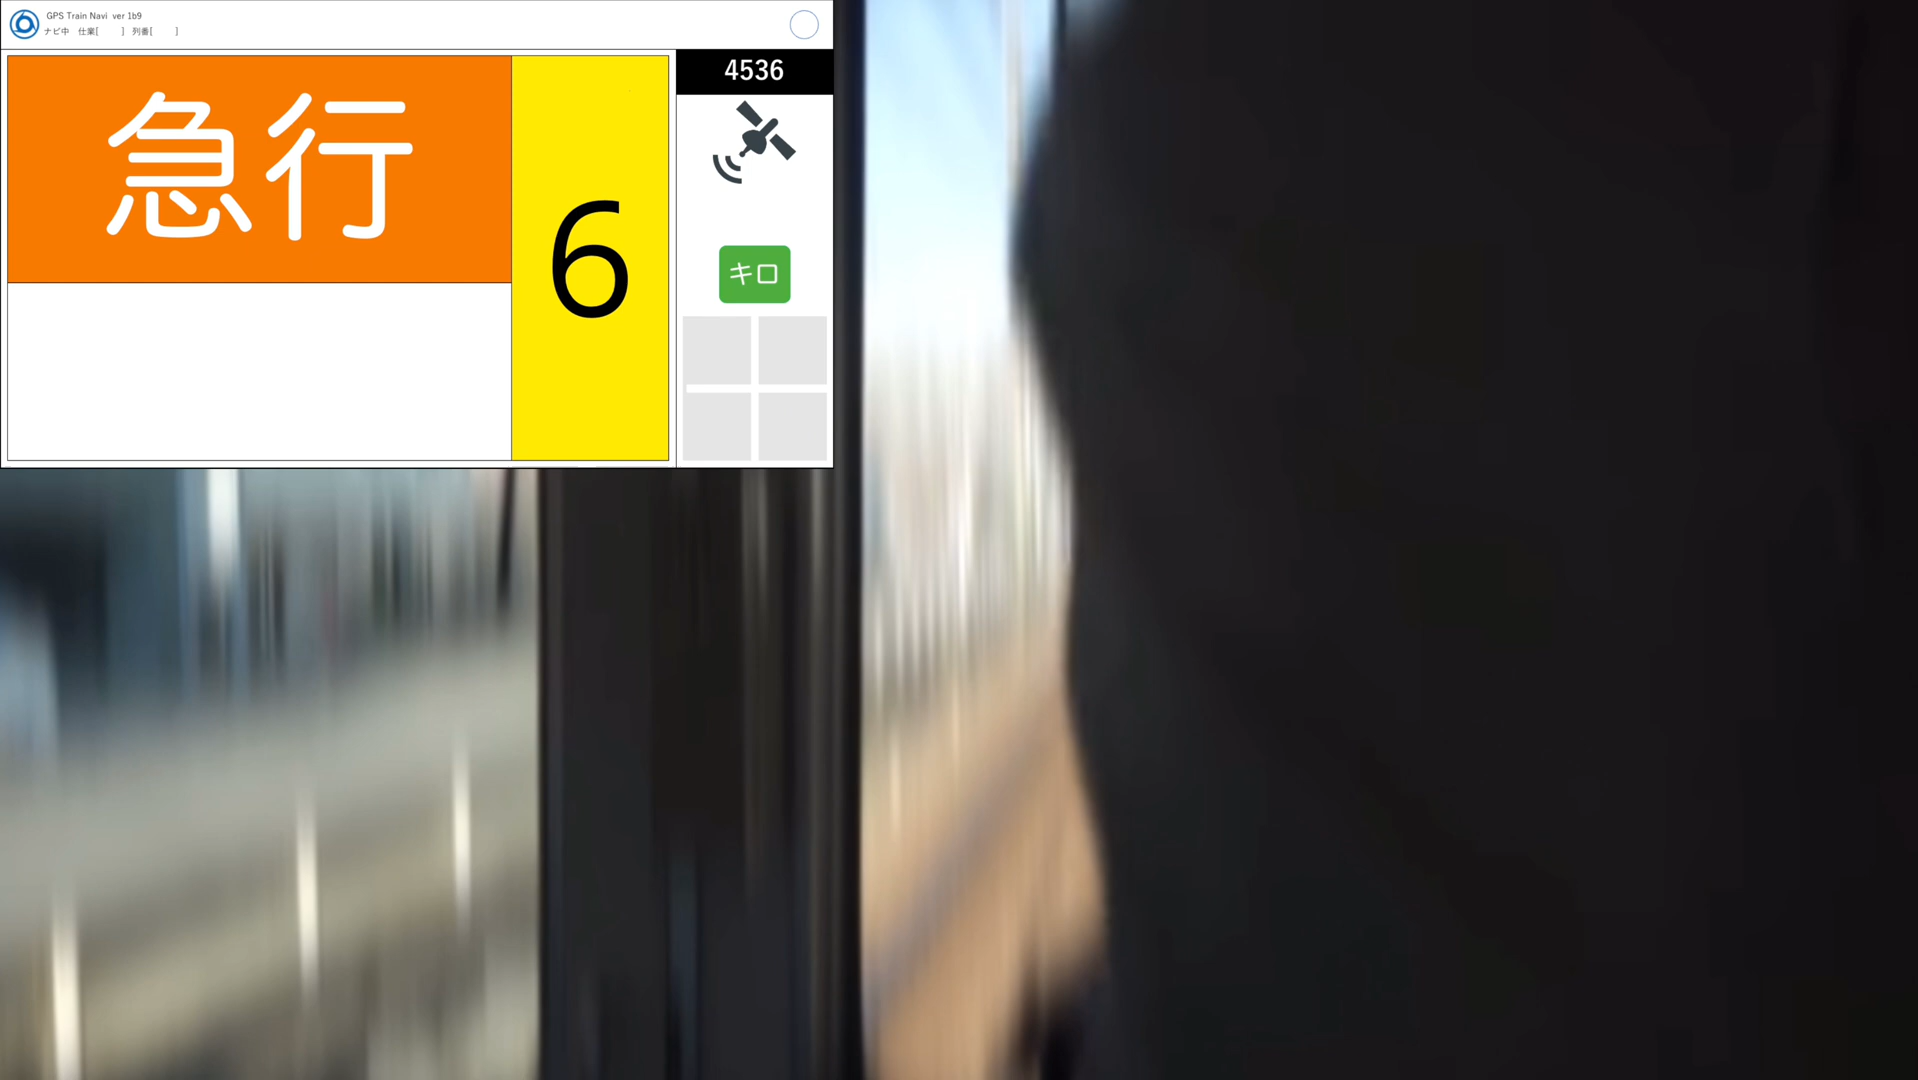 GPS Train Navi ver 1b9
ナビ中 仕業[ ] 列番[ ]
急行
6
4536
キロ